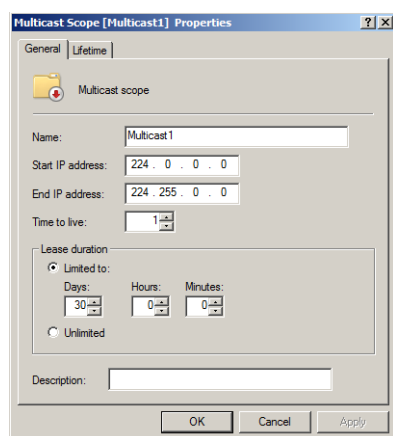 Multicast Scope [Multicast1] Properties ? X
General Lifetime
Multicast scope
Name: Multicast1
Start IP address: 224 . 0 . 0 . 0
End IP address: 224 . 255 . 0 . 0
Time to live: 1
Lease duration
Limited to:
Days: Hours: Minutes:
30 0 0
Unlimited
Description:
OK Cancel Apply